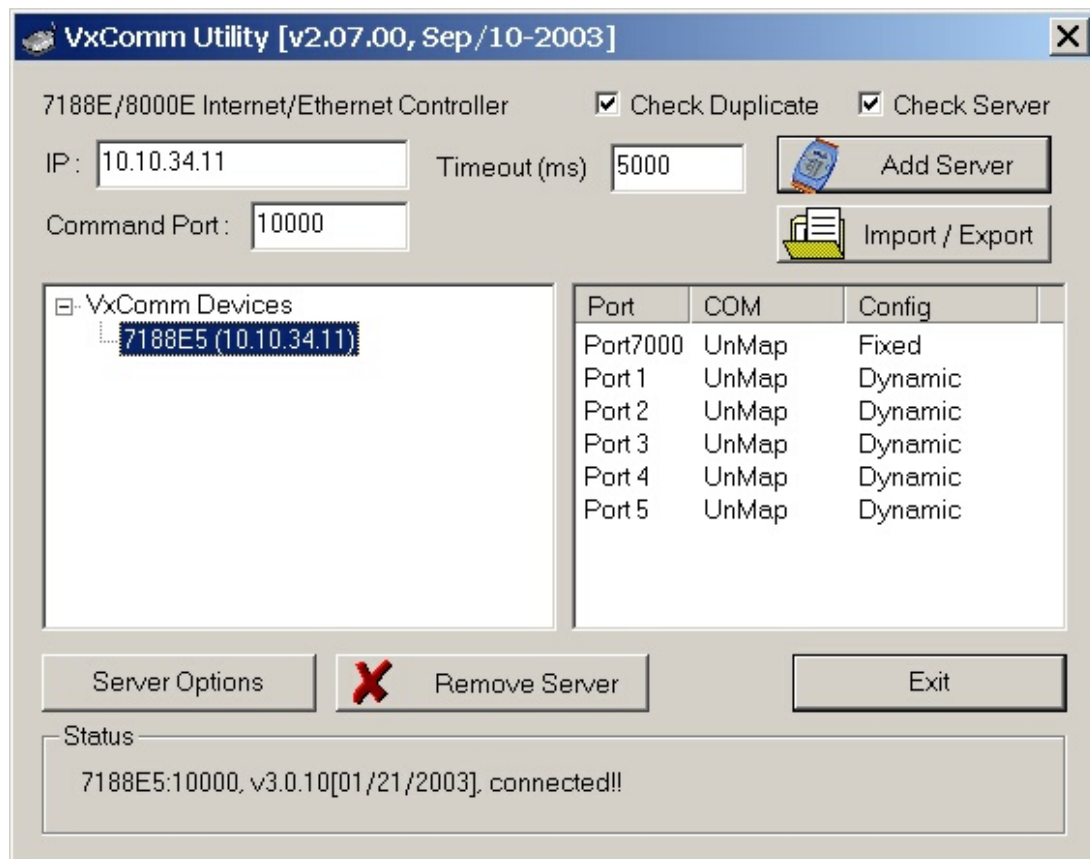 VxComm Utility [v2.07.00, Sep/10-2003]
7188E/8000E Internet/Ethernet Controller
Check Duplicate
Check Server
IP :
10.10.34.11
Timeout (ms)
5000
Add Server
Command Port :
10000
Import / Export
VxComm Devices
7188E5 (10.10.34.11)
Port COM Config
Port7000 UnMap Fixed
Port 1 UnMap Dynamic
Port 2 UnMap Dynamic
Port 3 UnMap Dynamic
Port 4 UnMap Dynamic
Port 5 UnMap Dynamic
Server Options
Remove Server
Exit
Status
7188E5:10000, v3.0.10[01/21/2003], connected!!